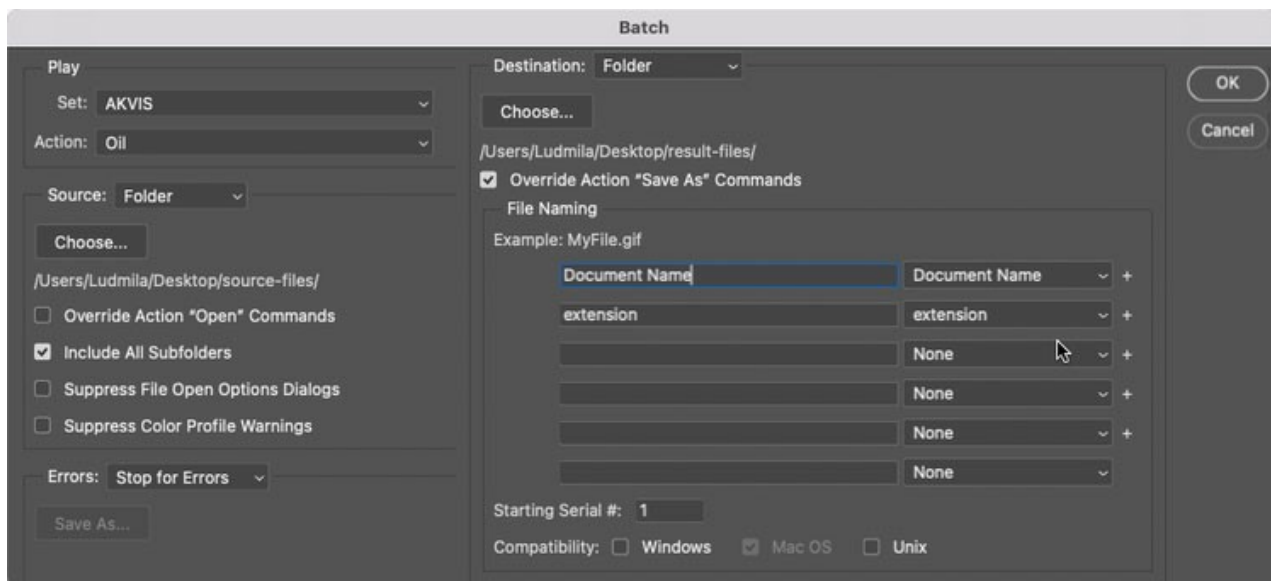 Batch
Play
Set: AKVIS
Action: Oil
Source: Folder
Choose...
/Users/Ludmila/Desktop/source-files/
Override Action "Open" Commands
Include All Subfolders
Suppress File Open Options Dialogs
Suppress Color Profile Warnings
Errors: Stop for Errors
Save As...
Destination: Folder
Choose...
/Users/Ludmila/Desktop/result-files/
Override Action "Save As" Commands
File Naming
Example: MyFile.gif
Document Name Document Name +
extension extension +
None +
None +
None +
None
Starting Serial #: 1
Compatibility: Windows Mac OS Unix
OK
Cancel